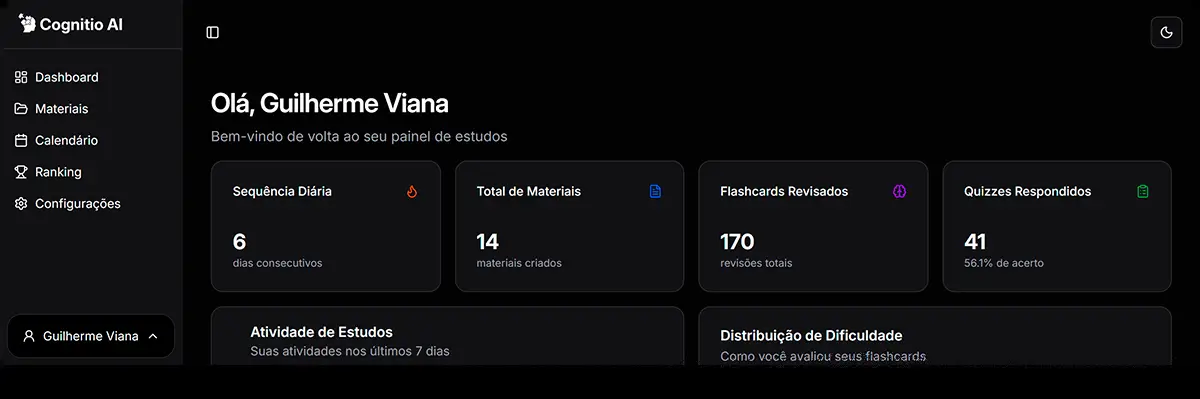 Cognitio AI
Dashboard
Materiais
Calendário
Ranking
Configurações
Guilherme Viana
Olá, Guilherme Viana
Bem-vindo de volta ao seu painel de estudos
Sequência Diária
6
dias consecutivos
Total de Materiais
14
materiais criados
Flashcards Revisados
170
revisões totais
Quizzes Respondidos
41
56.1% de acerto
Atividade de Estudos
Suas atividades nos últimos 7 dias
Distribuição de Dificuldade
Como você avaliou seus flashcards